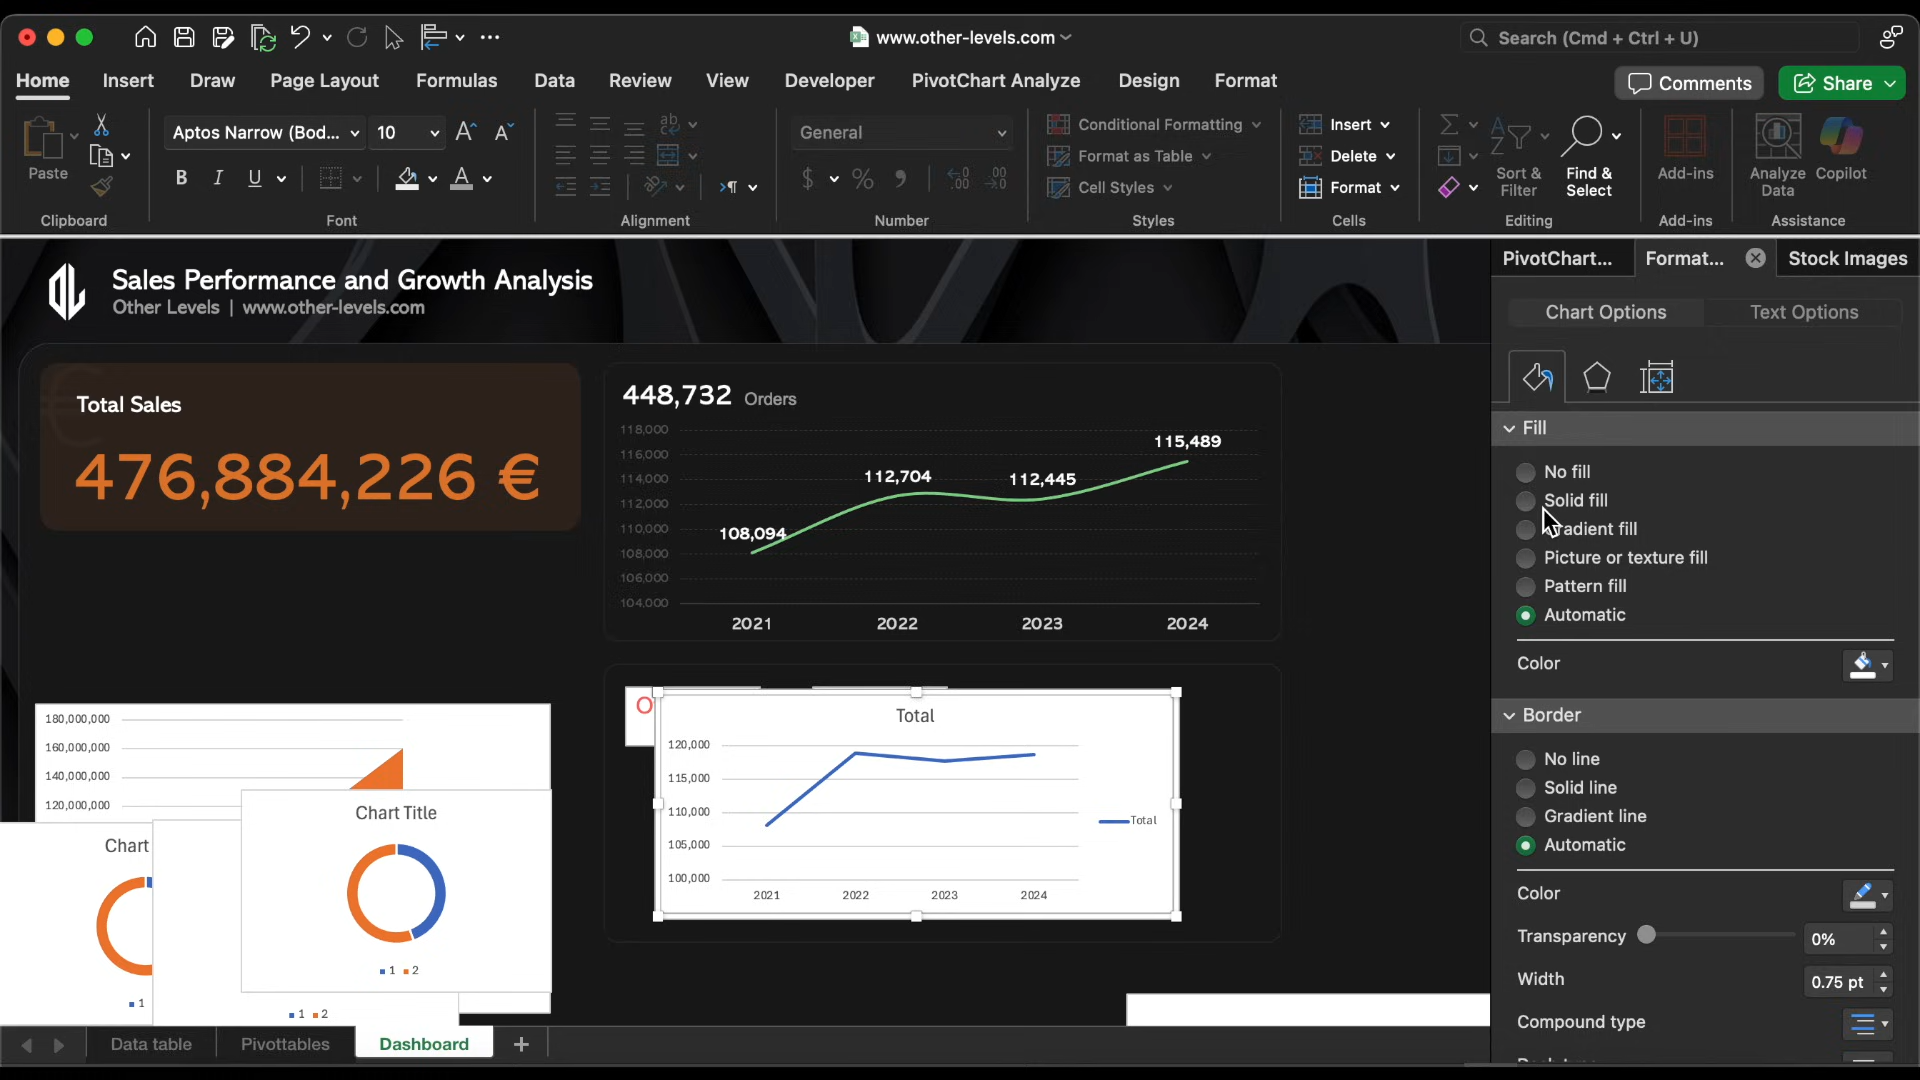 www.other-levels.com
Search (Cmd + Ctrl + U)
Home Insert Draw Page Layout Formulas Data Review View Developer PivotChart Analyze Design Format
Comments
Share
Paste
Clipboard
Aptos Narrow (Bod... 10
B I U A
Font
Alignment
General
$ % 9
Number
Conditional Formatting
Format as Table
Cell Styles
Styles
Insert
Delete
Format
Cells
Sort & Filter
Find & Select
Editing
Add-ins
Add-ins
Analyze Data
Copilot
Assistance
Sales Performance and Growth Analysis
Other Levels | www.other-levels.com
Total Sales
476,884,226 €
448,732 Orders
118,000
116,000
114,000
112,000
110,000
108,000
106,000
104,000
108,094
112,704
112,445
115,489
2021 2022 2023 2024
180,000,000
160,000,000
140,000,000
120,000,000
Chart
1
1 2
Chart Title
1 2
O
Total
120,000
115,000
110,000
105,000
100,000
2021 2022 2023 2024
Total
PivotChart... Format... Stock Images
Chart Options Text Options
Fill
No fill
Solid fill
Gradient fill
Picture or texture fill
Pattern fill
Automatic
Color
Border
No line
Solid line
Gradient line
Automatic
Color
Transparency 0%
Width 0.75 pt
Compound type
Data table Pivottables Dashboard